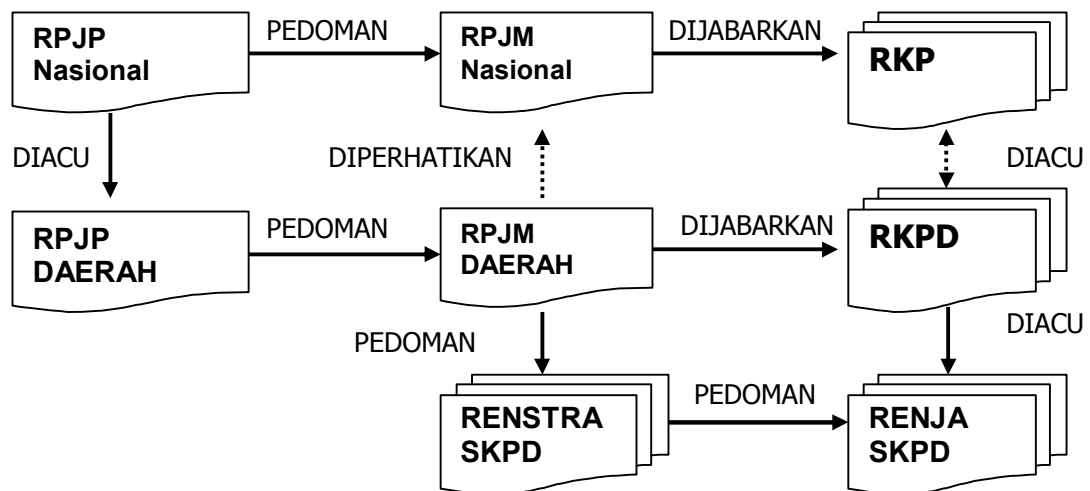 RPJP
Nasional
PEDOMAN
RPJM
Nasional
DIJABARKAN
RKP
DIACU
DIPERHATIKAN
DIACU
RPJP
DAERAH
PEDOMAN
RPJM
DAERAH
DIJABARKAN
RKPD
PEDOMAN
DIACU
RENSTRA
SKPD
PEDOMAN
RENJA
SKPD